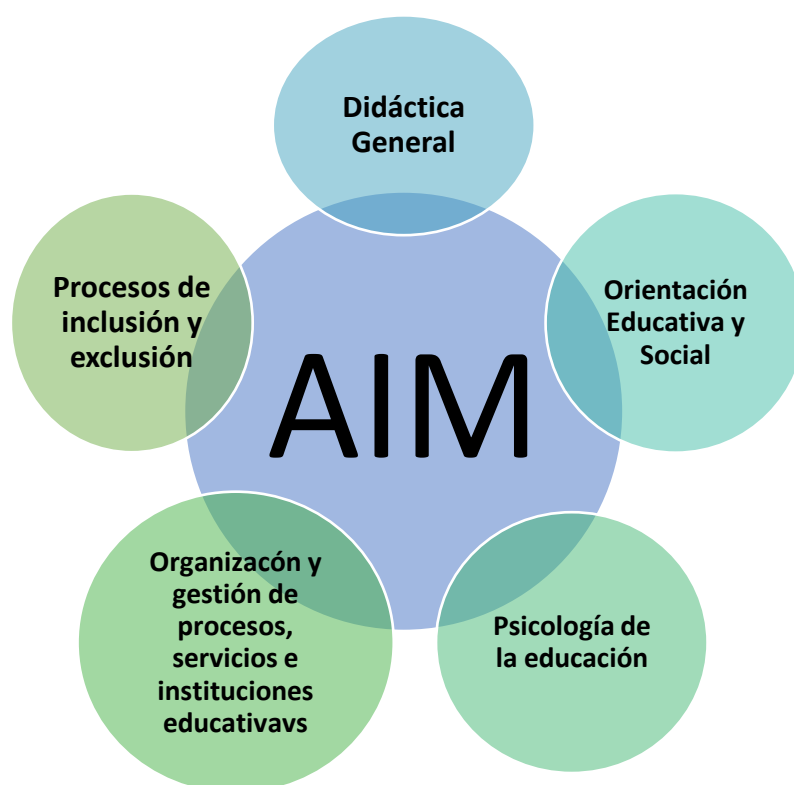 Didáctica
General
Procesos de
inclusión y
exclusión
Orientación
Educativa y
Social
AIM
Organizacón y
gestión de
procesos,
servicios e
instituciones
educativavs
Psicología de
la educación